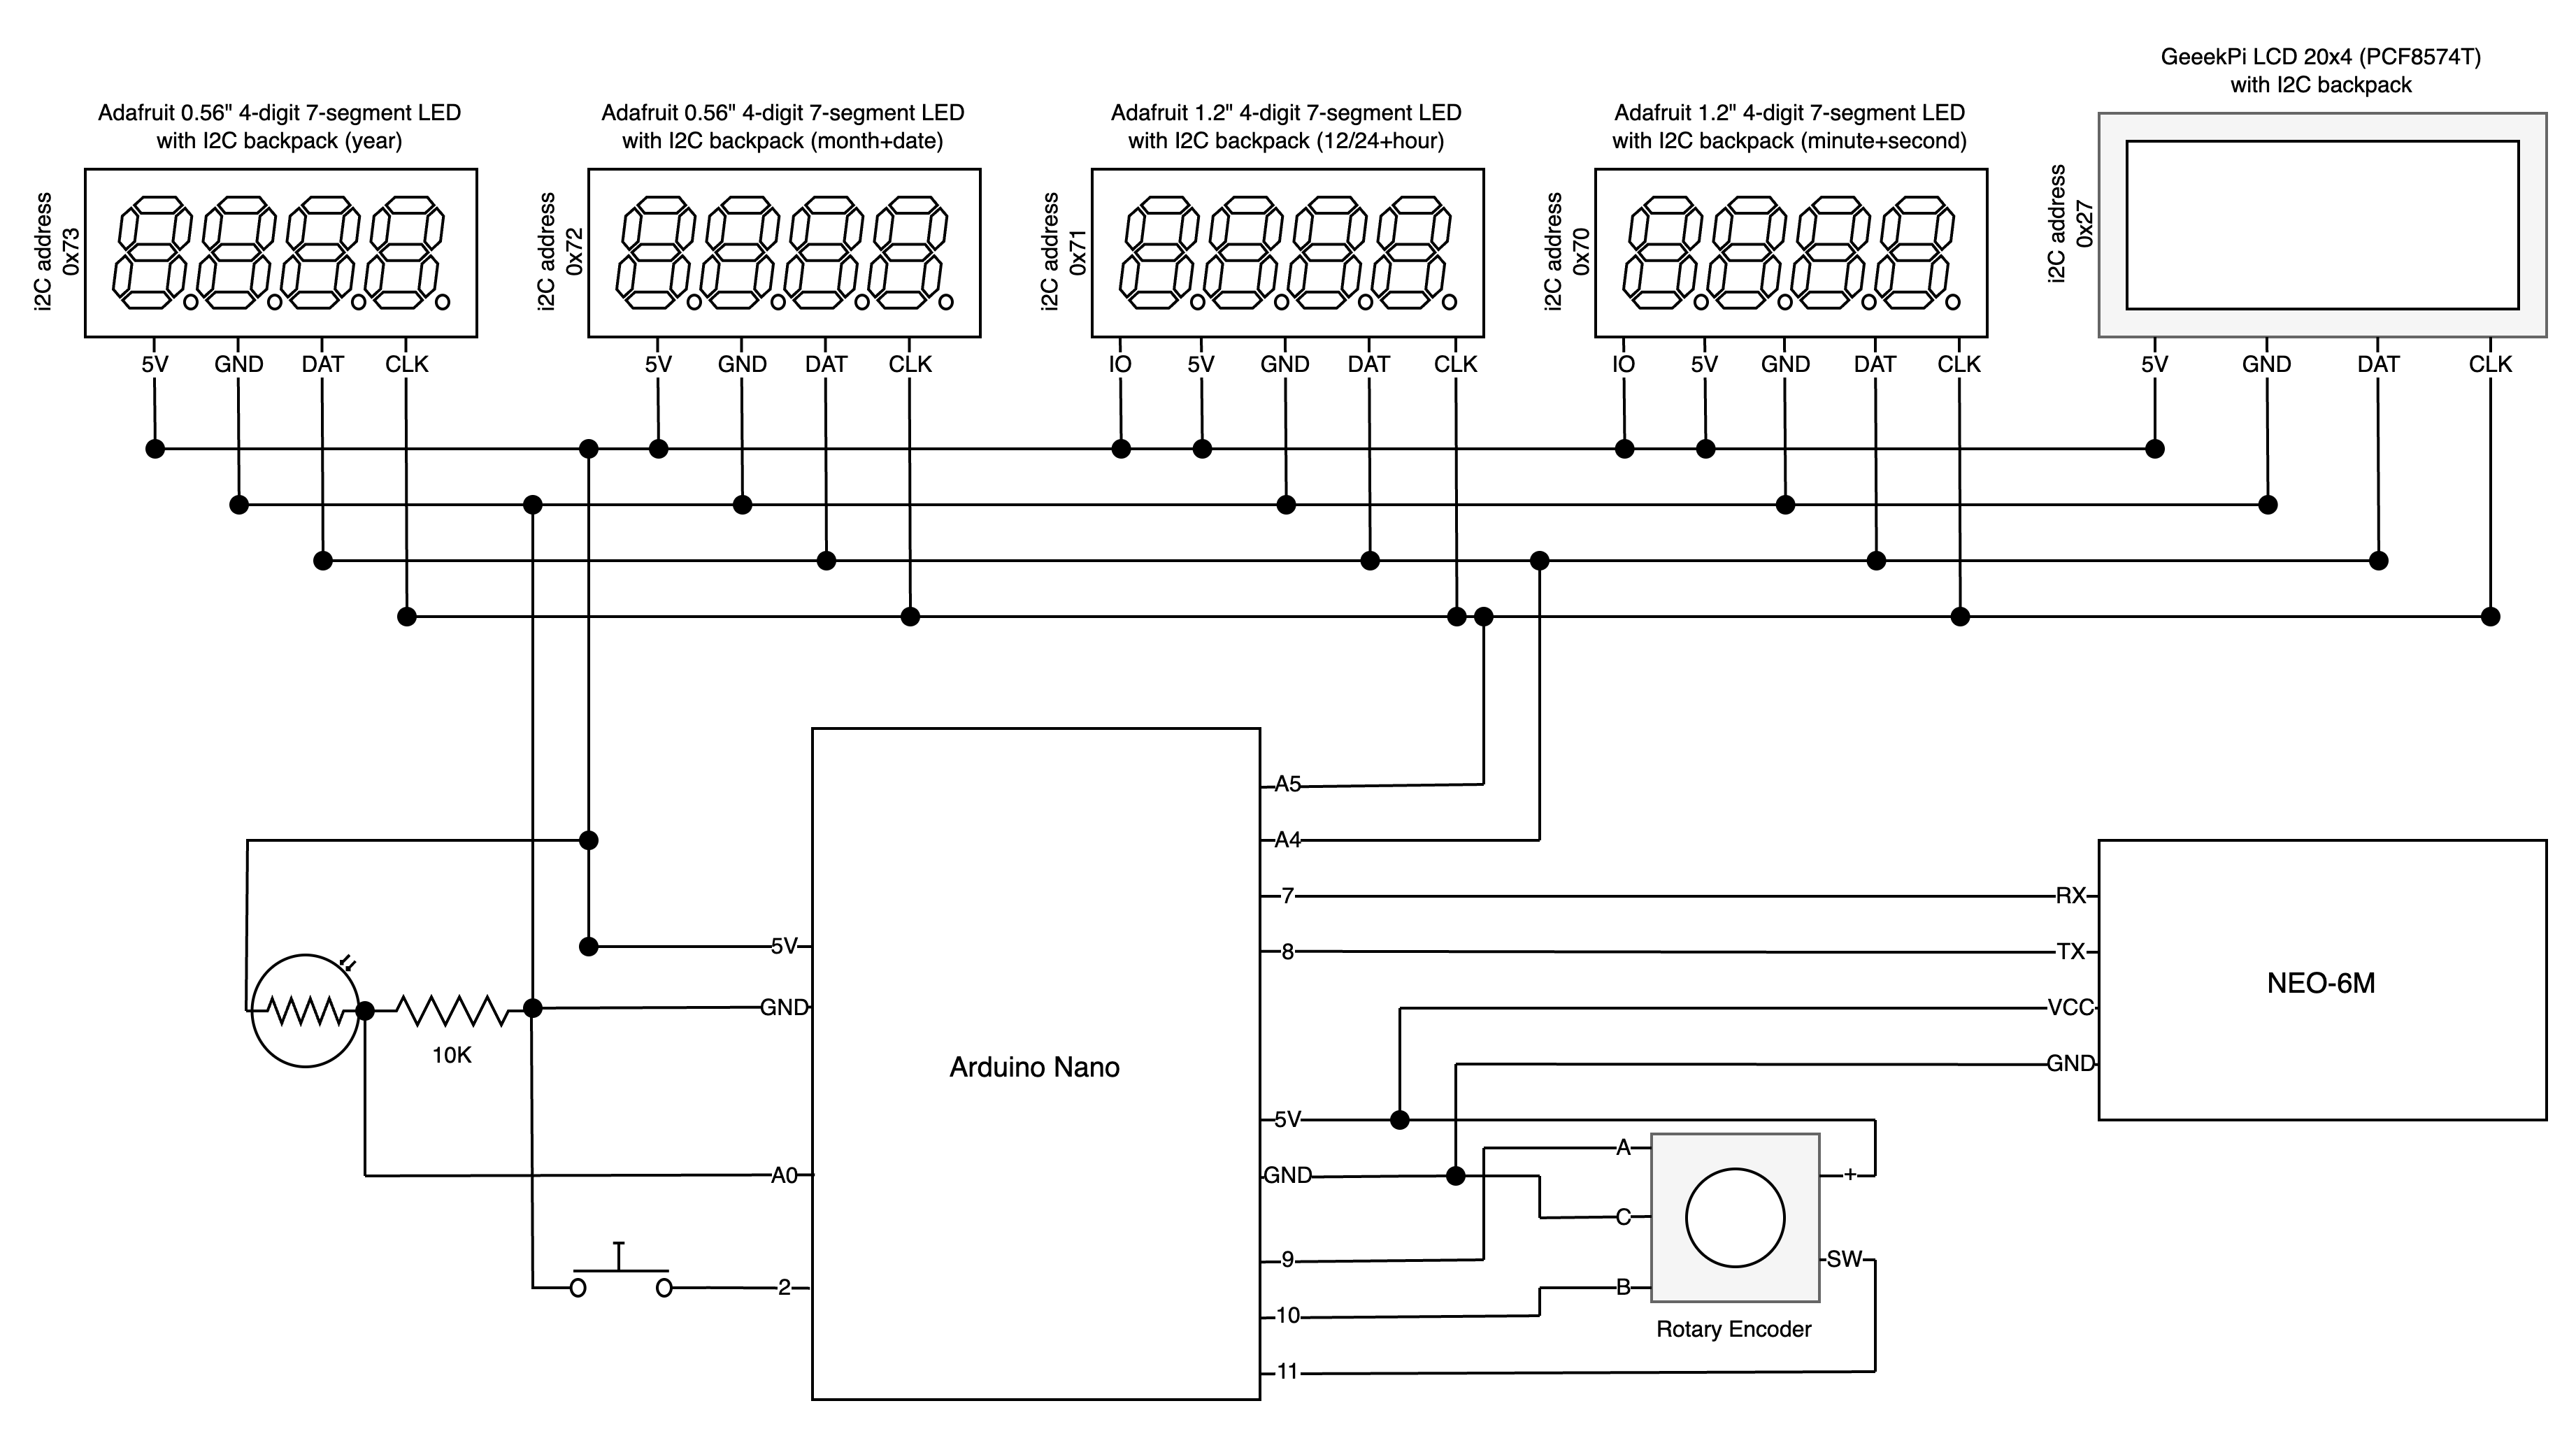 GeeekPi LCD 20x4 (PCF8574T)
with I2C backpack
Adafruit 0.56" 4-digit 7-segment LED
with I2C backpack (year)
Adafruit 0.56" 4-digit 7-segment LED
with I2C backpack (month+date)
Adafruit 1.2" 4-digit 7-segment LED
with I2C backpack (12/24+hour)
Adafruit 1.2" 4-digit 7-segment LED
with I2C backpack (minute+second)
i2C address
0x73
i2C address
0x72
i2C address
0x71
i2C address
0x70
i2C address
0x27
5V GND DAT CLK
5V GND DAT CLK
IO 5V GND DAT CLK
IO 5V GND DAT CLK
5V GND DAT CLK
A5
A4
7
8
5V
GND
9
10
11
5V
GND
A0
2
Arduino Nano
10K
RX
TX
VCC
GND
NEO-6M
A
C
B
+
SW
Rotary Encoder